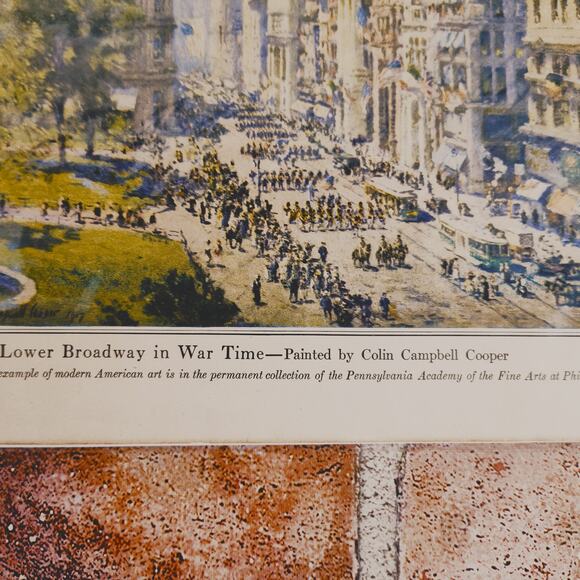 1917
Lower Broadway in War Time—Painted by Colin Campbell Cooper
example of modern American art is in the permanent collection of the Pennsylvania Academy of the Fine Arts at Phi